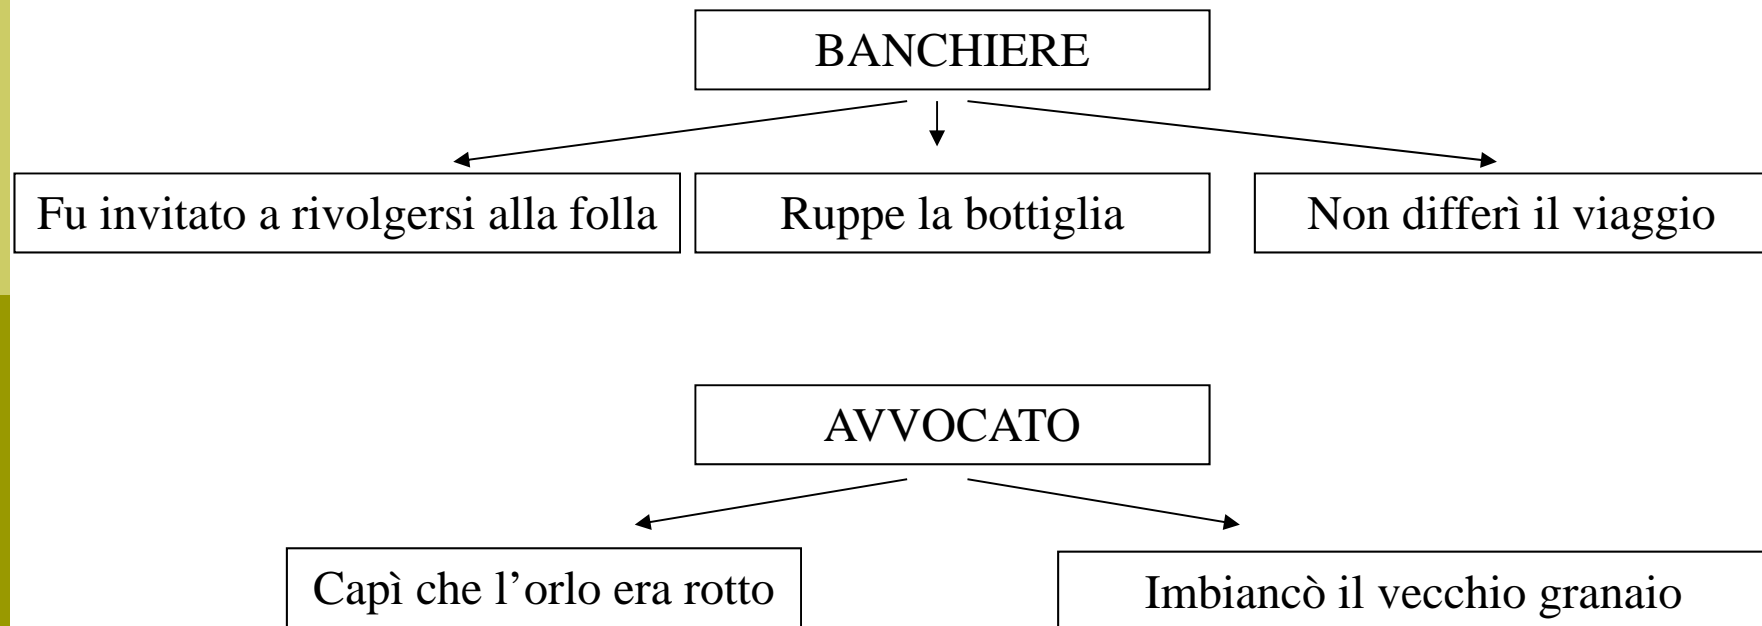 BANCHIERE
Fu invitato a rivolgersi alla folla
Ruppe la bottiglia
Non differì il viaggio
AVVOCATO
Capì che l’orlo era rotto
Imbiancò il vecchio granaio